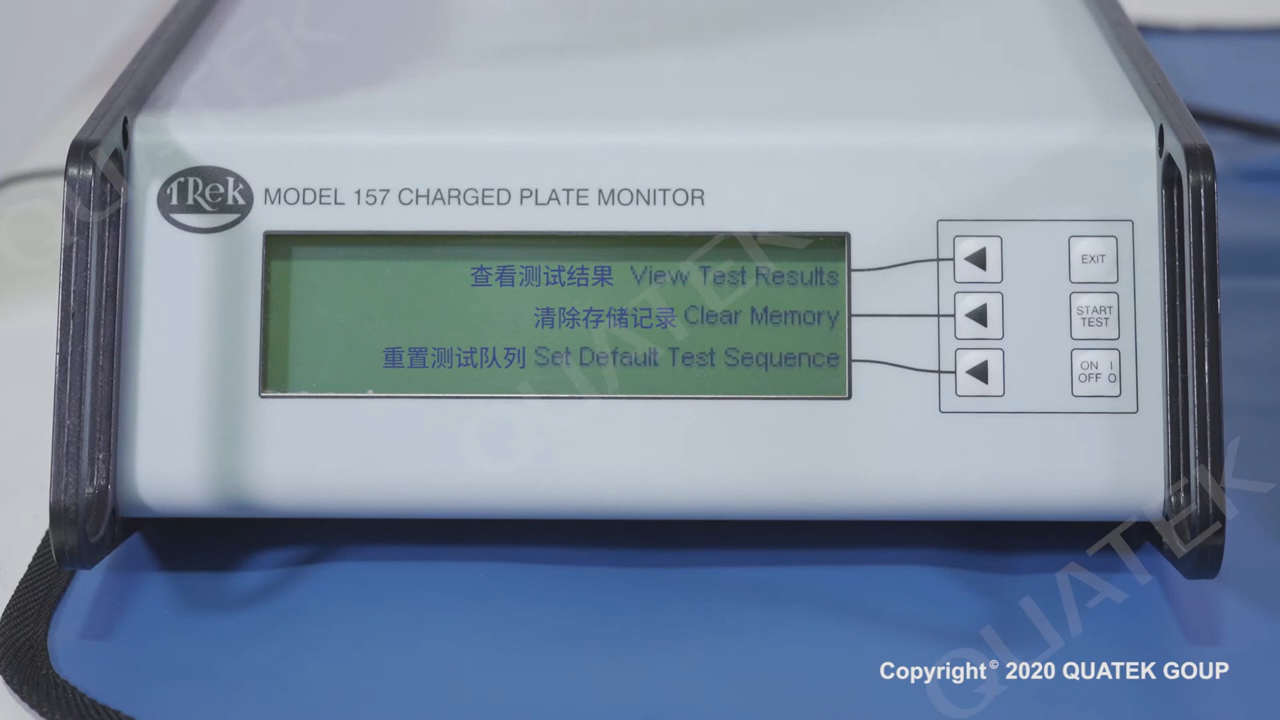 TREK MODEL 157 CHARGED PLATE MONITOR
查看测试结果 View Test Results
清除存储记录 Clear Memory
重置测试队列 Set Default Test Sequence
EXIT
START
TEST
ON I
OFF O
QUATEK
QUATEK
QUATEK
Copyright© 2020 QUATEK GOUP